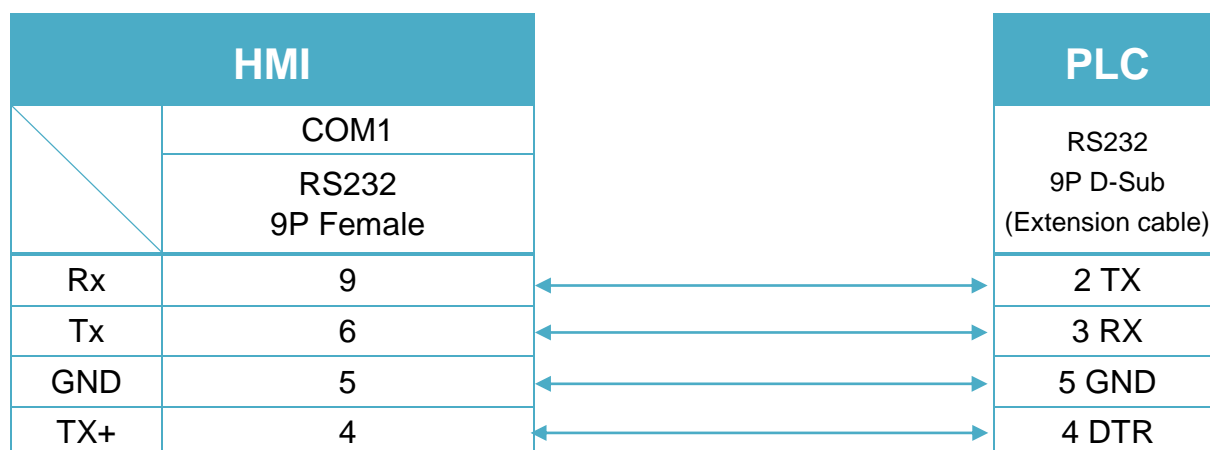 HMI PLC
COM1
RS232
9P Female
RS232
9P D-Sub
(Extension cable)
Rx 9 2 TX
Tx 6 3 RX
GND 5 5 GND
TX+ 4 4 DTR